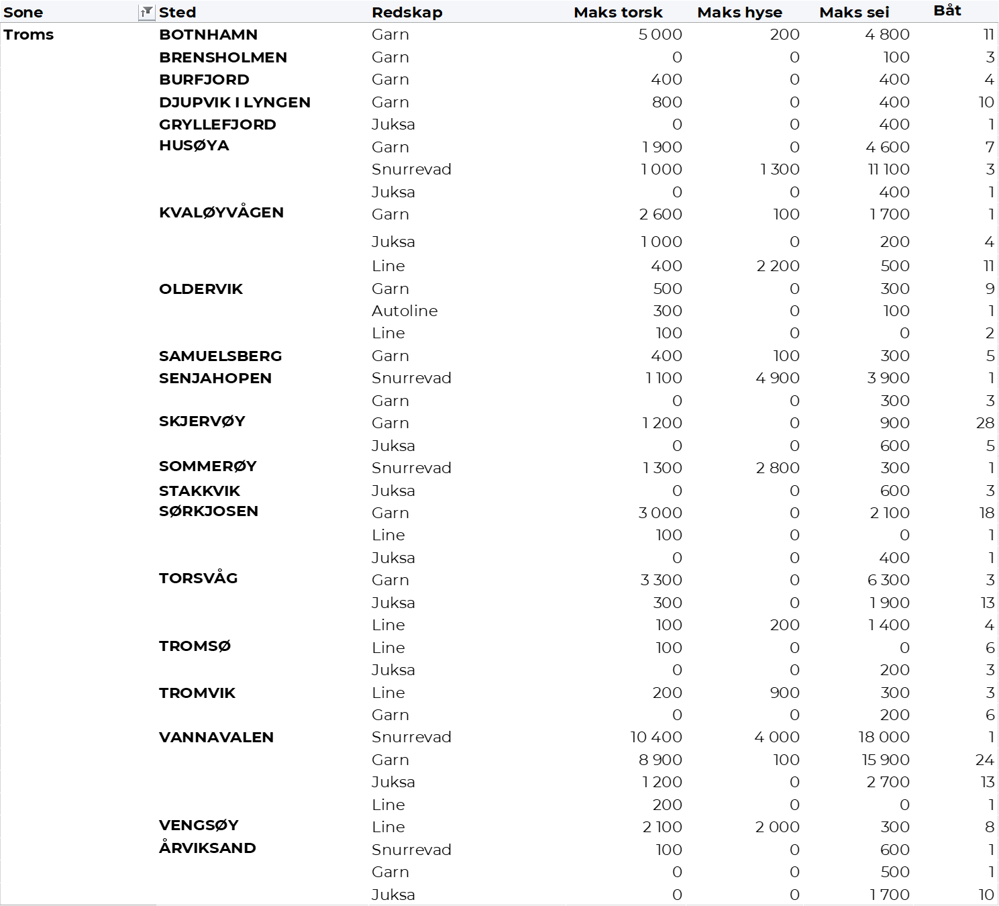 Sone Sted Redskap Maks torsk Maks hyse Maks sei Båt
Troms BOTNHAMN Garn 5 000 200 4 800 11
BRENSHOLMEN Garn 0 0 100 3
BURFJORD Garn 400 0 400 4
DJUPVIK I LYNGEN Garn 800 0 400 10
GRYLLEFJORD Juksa 0 0 400 1
HUSØYA Garn 1 900 0 4 600 7
Snurrevad 1 000 1 300 11 100 3
Juksa 0 0 400 1
KVALØYVÅGEN Garn 2 600 100 1 700 1
Juksa 1 000 0 200 4
Line 400 2 200 500 11
OLDERVIK Garn 500 0 300 9
Autoline 300 0 100 1
Line 100 0 0 2
SAMUELSBERG Garn 400 100 300 5
SENJAHOPEN Snurrevad 1 100 4 900 3 900 1
Garn 0 0 300 3
SKJERVØY Garn 1 200 0 900 28
Juksa 0 0 600 5
SOMMERØY Snurrevad 1 300 2 800 300 1
STAKKVIK Juksa 0 0 600 3
SØRKJOSEN Garn 3 000 0 2 100 18
Line 100 0 0 1
Juksa 0 0 400 1
TORSVÅG Garn 3 300 0 6 300 3
Juksa 300 0 1 900 13
Line 100 200 1 400 4
TROMSØ Line 100 0 0 6
Juksa 0 0 200 3
TROMVIK Line 200 900 300 3
Garn 0 0 200 6
VANNAVALEN Snurrevad 10 400 4 000 18 000 1
Garn 8 900 100 15 900 24
Juksa 1 200 0 2 700 13
Line 200 0 0 1
VENGSØY Line 2 100 2 000 300 8
ÅRVIKSAND Snurrevad 100 0 600 1
Garn 0 0 500 1
Juksa 0 0 1 700 10